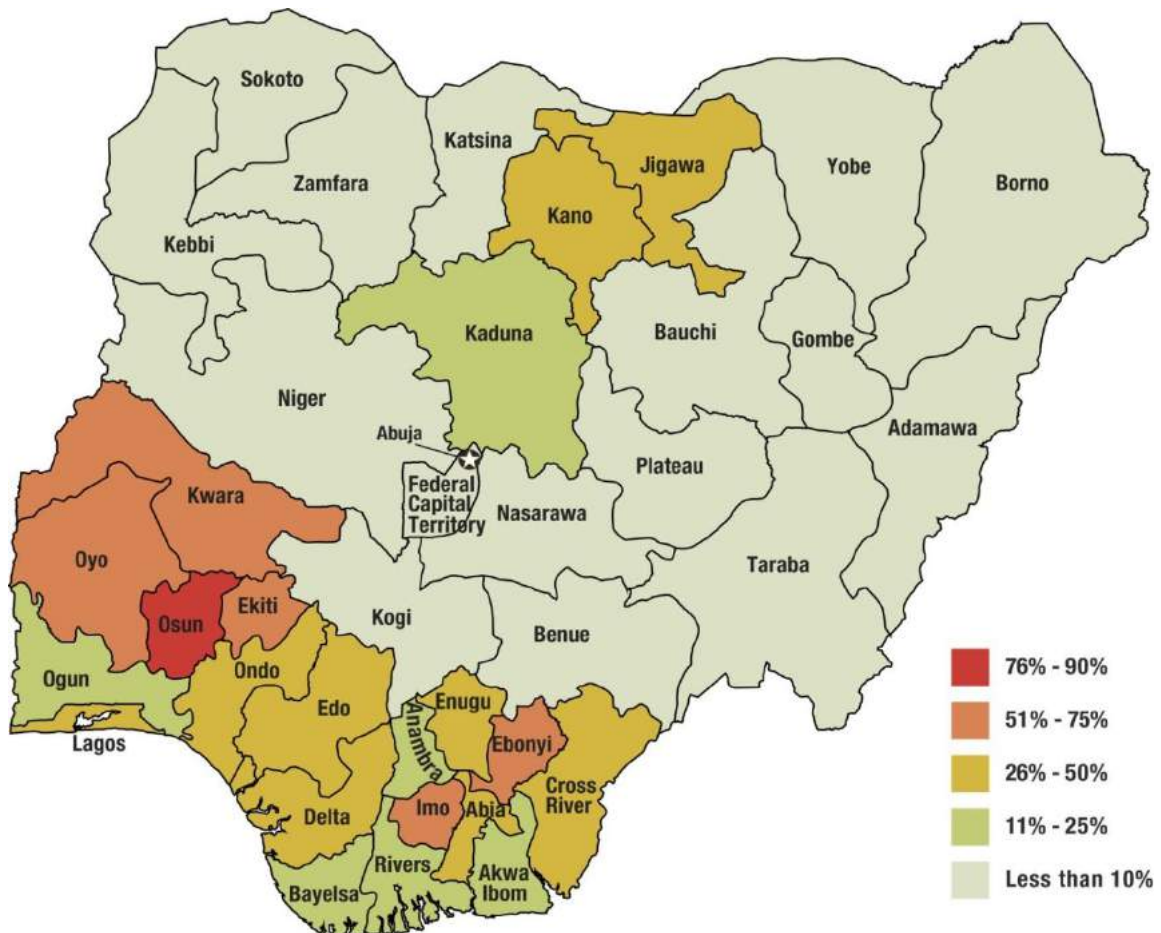 Sokoto
Katsina
Jigawa
Yobe
Borno
Zamfara
Kano
Kebbi
Kaduna
Bauchi
Gombe
Niger
Adamawa
Abuja
Plateau
Federal
Capital
Territory
Nasarawa
Kwara
Oyo
Taraba
Osun
Ekiti
Kogi
Benue
Ogun
Ondo
Edo
Enugu
Anambra
Ebonyi
Lagos
Cross
River
Delta
Imo
Abia
Rivers
Akwa
Ibom
Bayelsa
76% - 90%
51% - 75%
26% - 50%
11% - 25%
Less than 10%